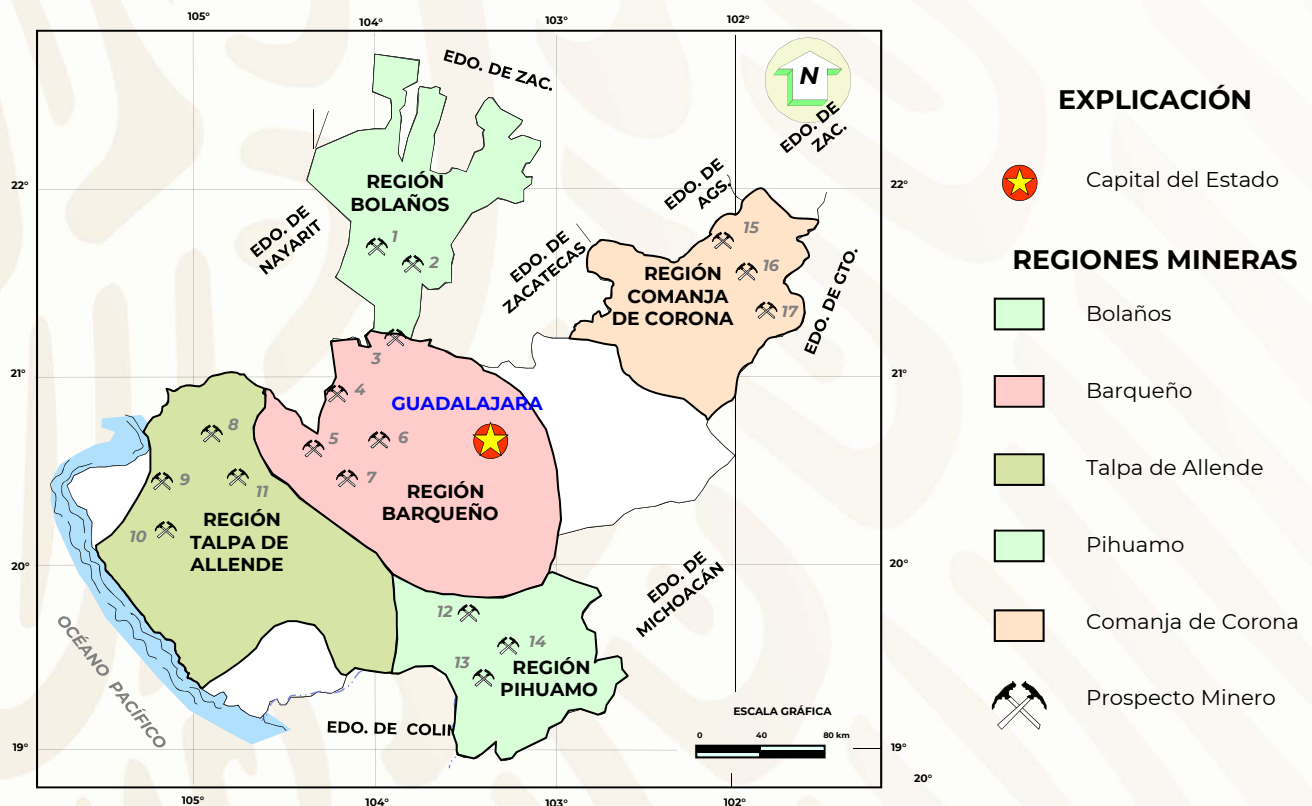 105°
104°
103°
102°
EDO. DE ZAC.
N
EDO. DE
ZAC.
22°
22°
REGIÓN
BOLAÑOS
EDO. DE
AGS.
EDO. DE
NAYARIT
EDO. DE
ZACATECAS
1
2
15
16
17
REGIÓN
COMANJA
DE CORONA
EDO. DE GTO.
3
21°
21°
4
GUADALAJARA
5
6
7
8
9
10
11
REGIÓN
BARQUEÑO
REGIÓN
TALPA DE
ALLENDE
20°
20°
EDO. DE
MICHOACÁN
12
13
14
REGIÓN
PIHUAMO
OCÉANO PACÍFICO
EDO. DE COLI
ESCALA GRÁFICA
0 40 80 km
19°
19°
20°
105°
104°
103°
102°
EXPLICACIÓN
Capital del Estado
REGIONES MINERAS
Bolaños
Barqueño
Talpa de Allende
Pihuamo
Comanja de Corona
Prospecto Minero